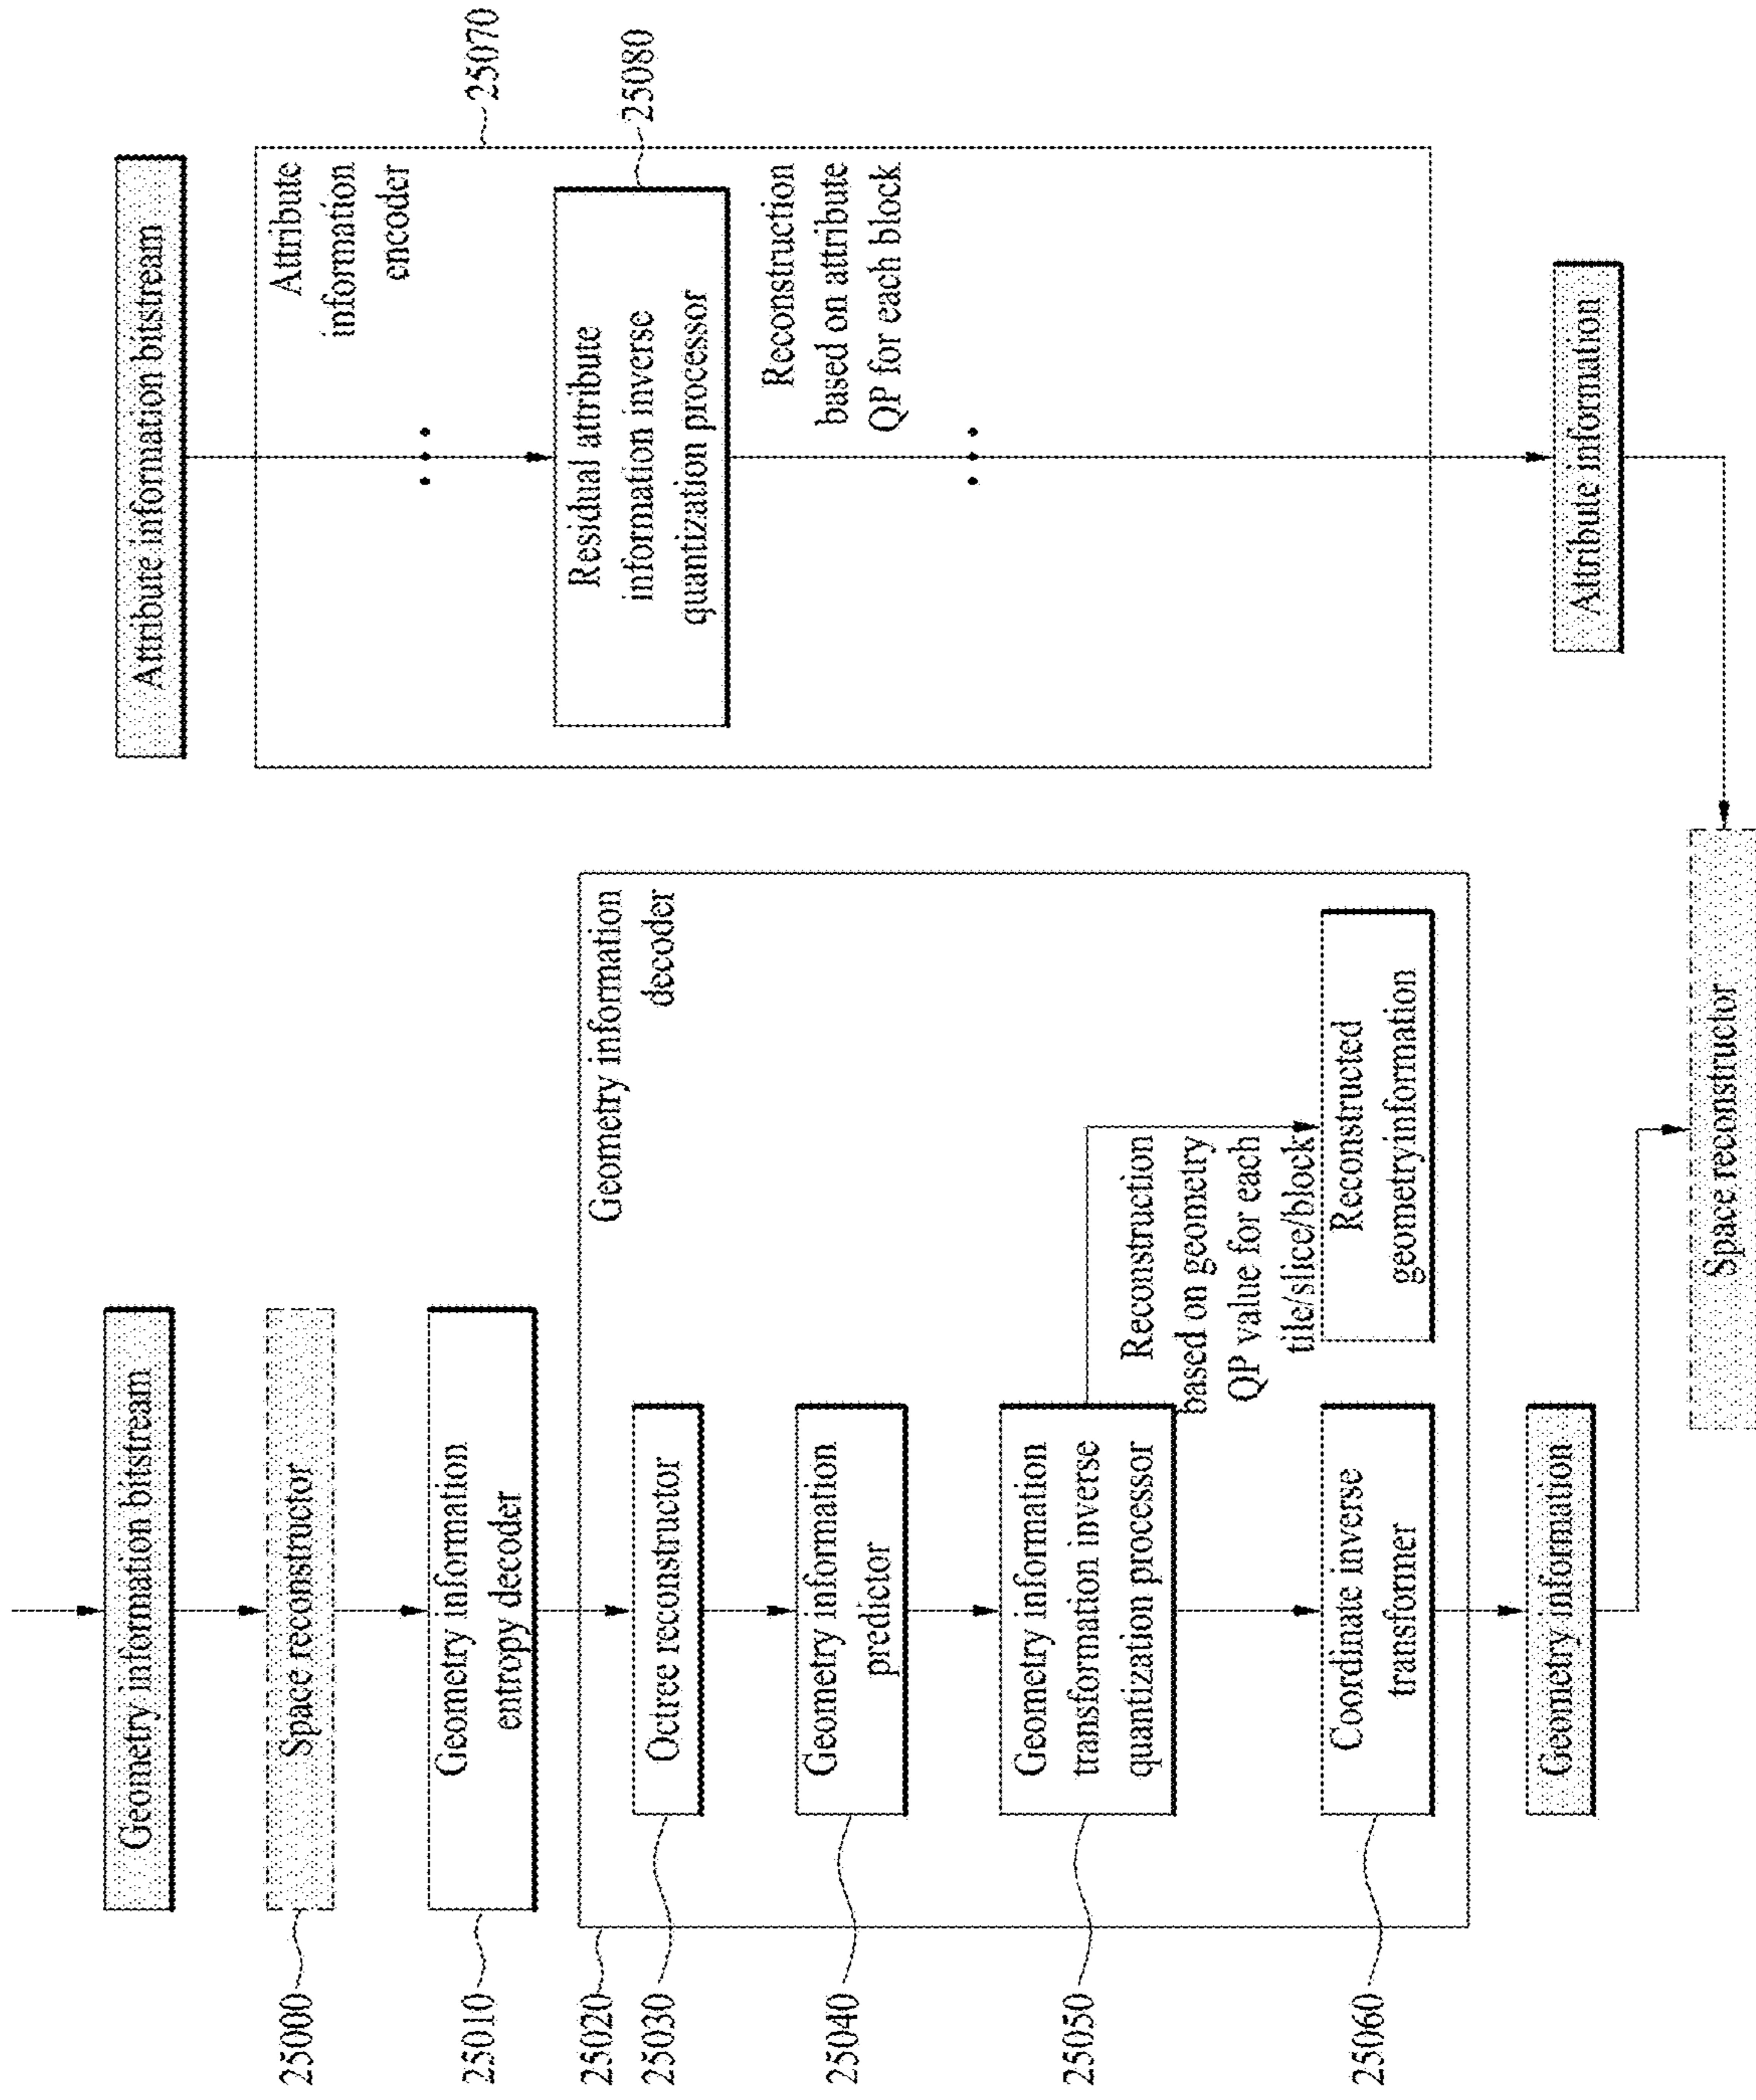 Geometry information bitstream
Space reconstructor
25000
Geometry information
entropy decoder
25010
Geometry information
decoder
25020
Octree reconstructor
25030
Geometry information
predictor
25040
Geometry information
transformation inverse
quantization processor
25050
Reconstruction
based on geometry
QP value for each
tile/slice/block
Reconstructed
geometryinformation
Coordinate inverse
transformer
25060
Geometry information
Attribute information bitstream
Attribute
information
encoder
25070
Residual attribute
information inverse
quantization processor
25080
Reconstruction
based on attribute
QP for each block
Attribute information
Space reconstructor